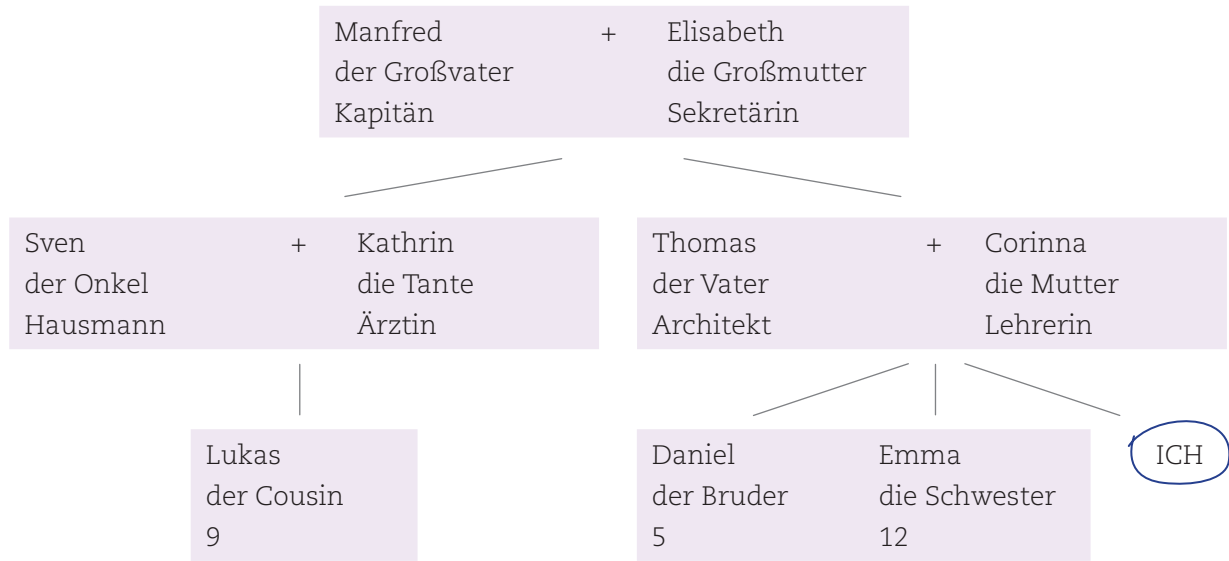 Manfred + Elisabeth
der Großvater die Großmutter
Kapitän Sekretärin
Sven + Kathrin
der Onkel die Tante
Hausmann Ärztin
Thomas + Corinna
der Vater die Mutter
Architekt Lehrerin
Lukas
der Cousin
9
Daniel Emma
der Bruder die Schwester
5 12
ICH